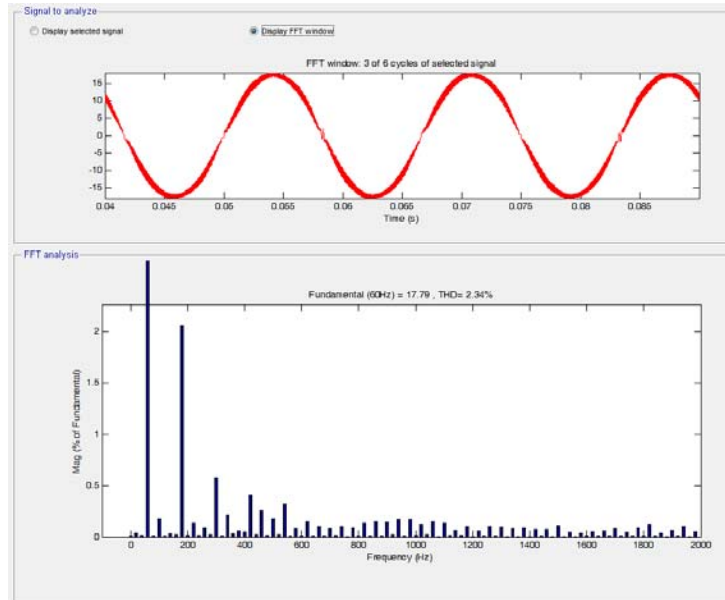 Signal to analyze
Display selected signal
Display FFT window
FFT window: 3 of 6 cycles of selected signal
15
10
5
0
-5
-10
-15
0.04 0.045 0.05 0.055 0.06 0.065 0.07 0.075 0.08 0.085
Time (s)
FFT analysis
Fundamental (60Hz) = 17.79 , THD= 2.34%
2
1.5
1
0.5
0
Mag (% of Fundamental)
0 200 400 600 800 1000 1200 1400 1600 1800 2000
Frequency (Hz)